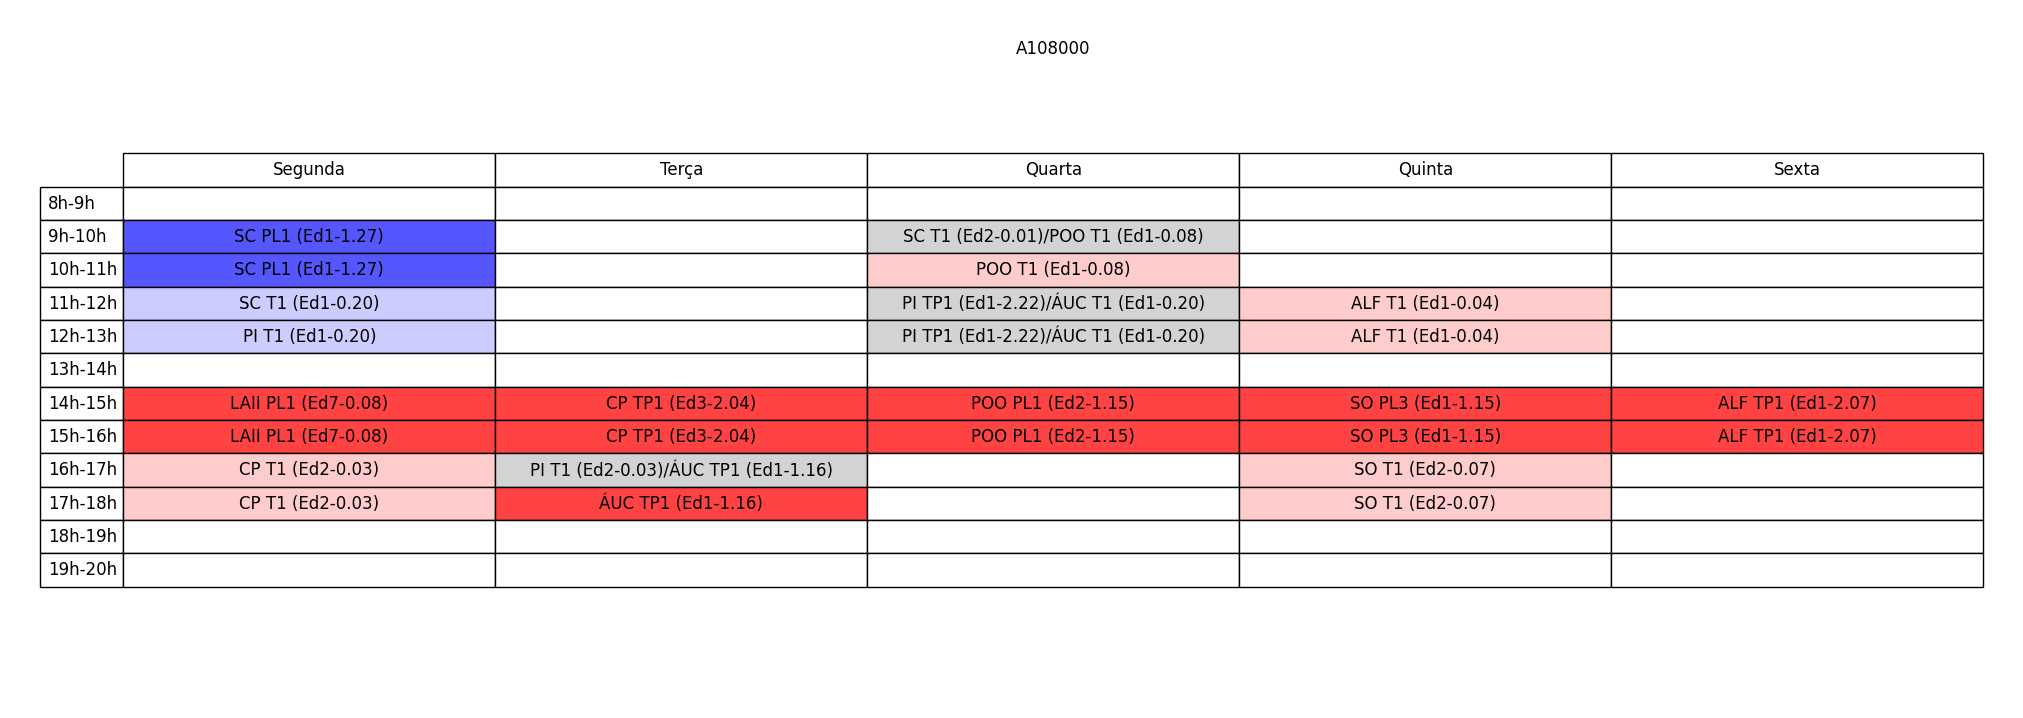 A108000
Segunda Terça Quarta Quinta Sexta
8h-9h
9h-10h SC PL1 (Ed1-1.27) SC T1 (Ed2-0.01)/POO T1 (Ed1-0.08)
10h-11h SC PL1 (Ed1-1.27) POO T1 (Ed1-0.08)
11h-12h SC T1 (Ed1-0.20) PI TP1 (Ed1-2.22)/ÁUC T1 (Ed1-0.20) ALF T1 (Ed1-0.04)
12h-13h PI T1 (Ed1-0.20) PI TP1 (Ed1-2.22)/ÁUC T1 (Ed1-0.20) ALF T1 (Ed1-0.04)
13h-14h
14h-15h LAII PL1 (Ed7-0.08) CP TP1 (Ed3-2.04) POO PL1 (Ed2-1.15) SO PL3 (Ed1-1.15) ALF TP1 (Ed1-2.07)
15h-16h LAII PL1 (Ed7-0.08) CP TP1 (Ed3-2.04) POO PL1 (Ed2-1.15) SO PL3 (Ed1-1.15) ALF TP1 (Ed1-2.07)
16h-17h CP T1 (Ed2-0.03) PI T1 (Ed2-0.03)/ÁUC TP1 (Ed1-1.16) SO T1 (Ed2-0.07)
17h-18h CP T1 (Ed2-0.03) ÁUC TP1 (Ed1-1.16) SO T1 (Ed2-0.07)
18h-19h
19h-20h